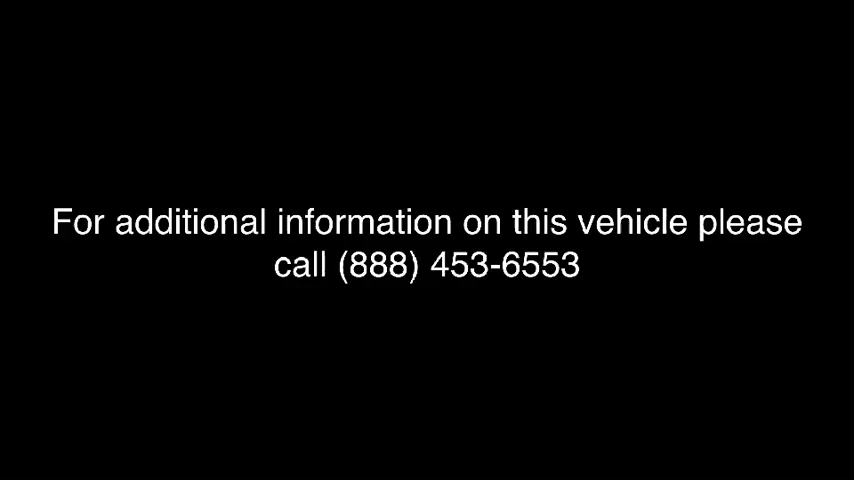 For additional information on this vehicle please
call (888) 453-6553